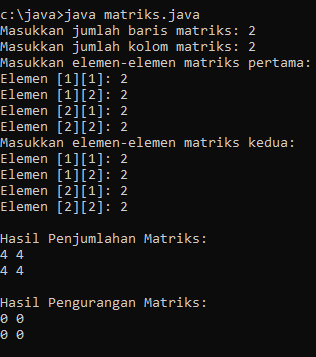 c:\java>java matriks.java
Masukkan jumlah baris matriks: 2
Masukkan jumlah kolom matriks: 2
Masukkan elemen-elemen matriks pertama:
Elemen [1][1]: 2
Elemen [1][2]: 2
Elemen [2][1]: 2
Elemen [2][2]: 2
Masukkan elemen-elemen matriks kedua:
Elemen [1][1]: 2
Elemen [1][2]: 2
Elemen [2][1]: 2
Elemen [2][2]: 2
Hasil Penjumlahan Matriks:
4 4
4 4
Hasil Pengurangan Matriks:
0 0
0 0